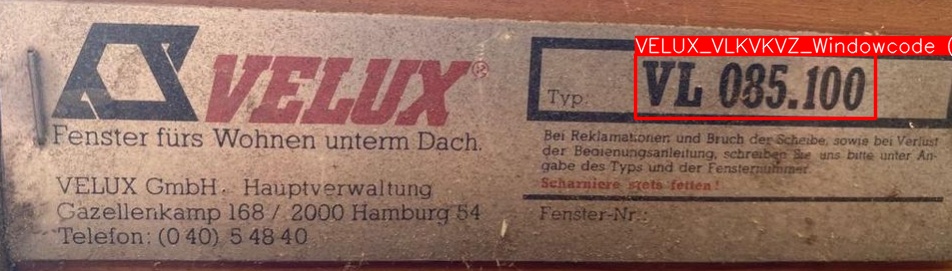 VELUX®
Fenster fürs Wohnen unterm Dach.
VELUX GmbH. Hauptverwaltung
Gazellenkamp 168 / 2000 Hamburg 54
Telefon: (0 40) 5 48 40
VELUX_VLKVKVZ_Windowcode (
Typ: VL 085.100
Bei Reklamationen und Bruch der Scheibe, sowie bei Verlust
der Bedienungsanleitung, schreiben Sie uns bitte unter An-
gabe des Typs und der Fensternummer.
Scharniere stets fetten!
Fenster-Nr.: